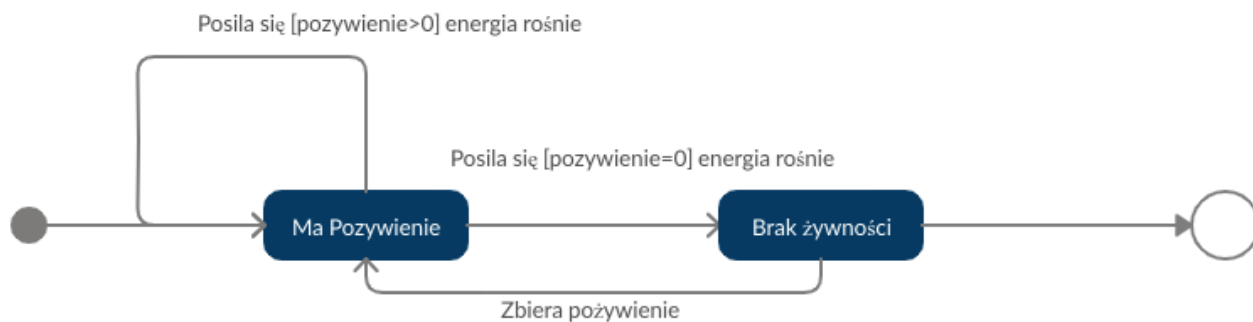 Posila się [pozywienie>0] energia rośnie
Posila się [pozywienie=0] energia rośnie
Ma Pozywienie
Brak żywności
Zbiera pożywienie